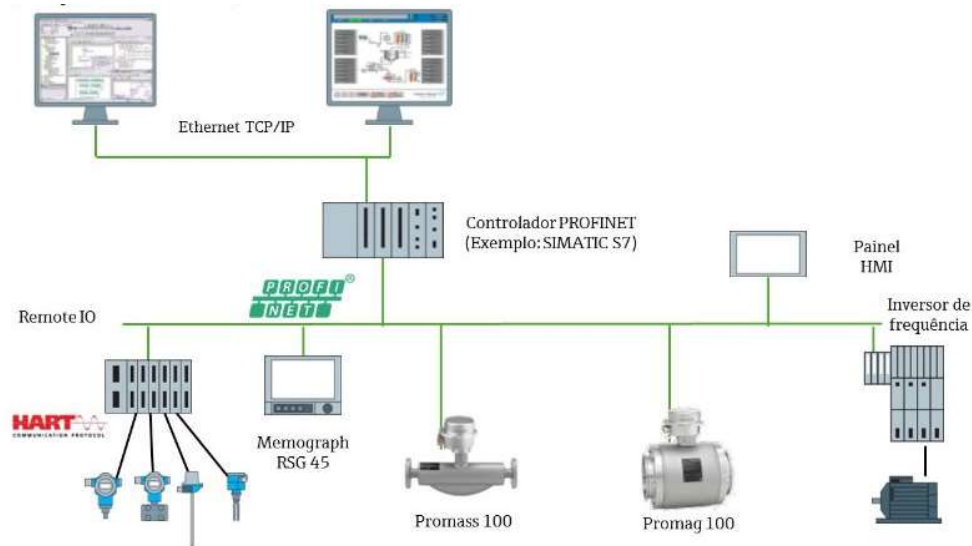 Ethernet TCP/IP
Controlador PROFINET
(Exemplo: SIMATIC S7)
Painel
HMI
PROFI
NET
®
Remote IO
Inversor de
frequência
HART
COMMUNICATION PROTOCOL
Memograph
RSG 45
Promass 100
Promag 100